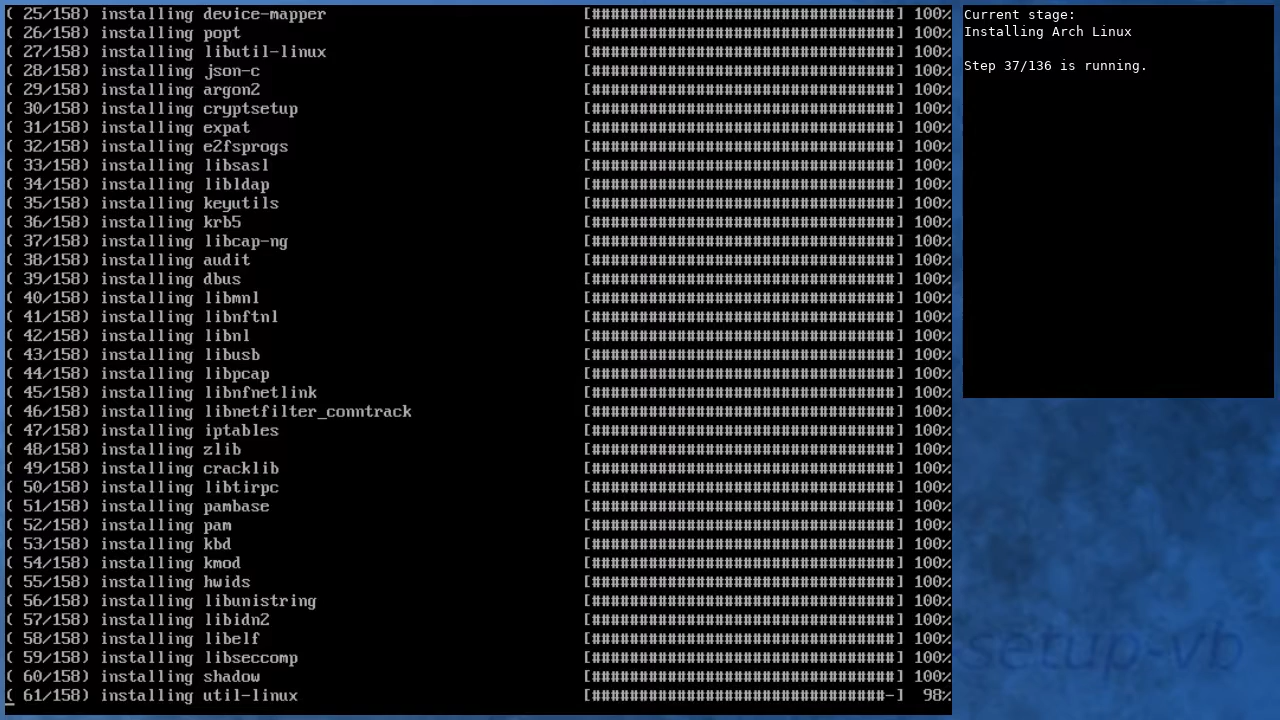 ( 25/158) installing device-mapper [################################] 100%
( 26/158) installing popt [################################] 100%
( 27/158) installing libutil-linux [################################] 100%
( 28/158) installing json-c [################################] 100%
( 29/158) installing argon2 [################################] 100%
( 30/158) installing cryptsetup [################################] 100%
( 31/158) installing expat [################################] 100%
( 32/158) installing e2fsprogs [################################] 100%
( 33/158) installing libsasl [################################] 100%
( 34/158) installing libldap [################################] 100%
( 35/158) installing keyutils [################################] 100%
( 36/158) installing krb5 [################################] 100%
( 37/158) installing libcap-ng [################################] 100%
( 38/158) installing audit [################################] 100%
( 39/158) installing dbus [################################] 100%
( 40/158) installing libmnl [################################] 100%
( 41/158) installing libnftnl [################################] 100%
( 42/158) installing libnl [################################] 100%
( 43/158) installing libusb [################################] 100%
( 44/158) installing libpcap [################################] 100%
( 45/158) installing libnfnetlink [################################] 100%
( 46/158) installing libnetfilter_conntrack [################################] 100%
( 47/158) installing iptables [################################] 100%
( 48/158) installing zlib [################################] 100%
( 49/158) installing cracklib [################################] 100%
( 50/158) installing libtirpc [################################] 100%
( 51/158) installing pambase [################################] 100%
( 52/158) installing pam [################################] 100%
( 53/158) installing kbd [################################] 100%
( 54/158) installing kmod [################################] 100%
( 55/158) installing hwids [################################] 100%
( 56/158) installing libunistring [################################] 100%
( 57/158) installing libidn2 [################################] 100%
( 58/158) installing libelf [################################] 100%
( 59/158) installing libseccomp [################################] 100%
( 60/158) installing shadow [################################] 100%
( 61/158) installing util-linux [###############################-] 98%
Current stage:
Installing Arch Linux
Step 37/136 is running.
setup-vb